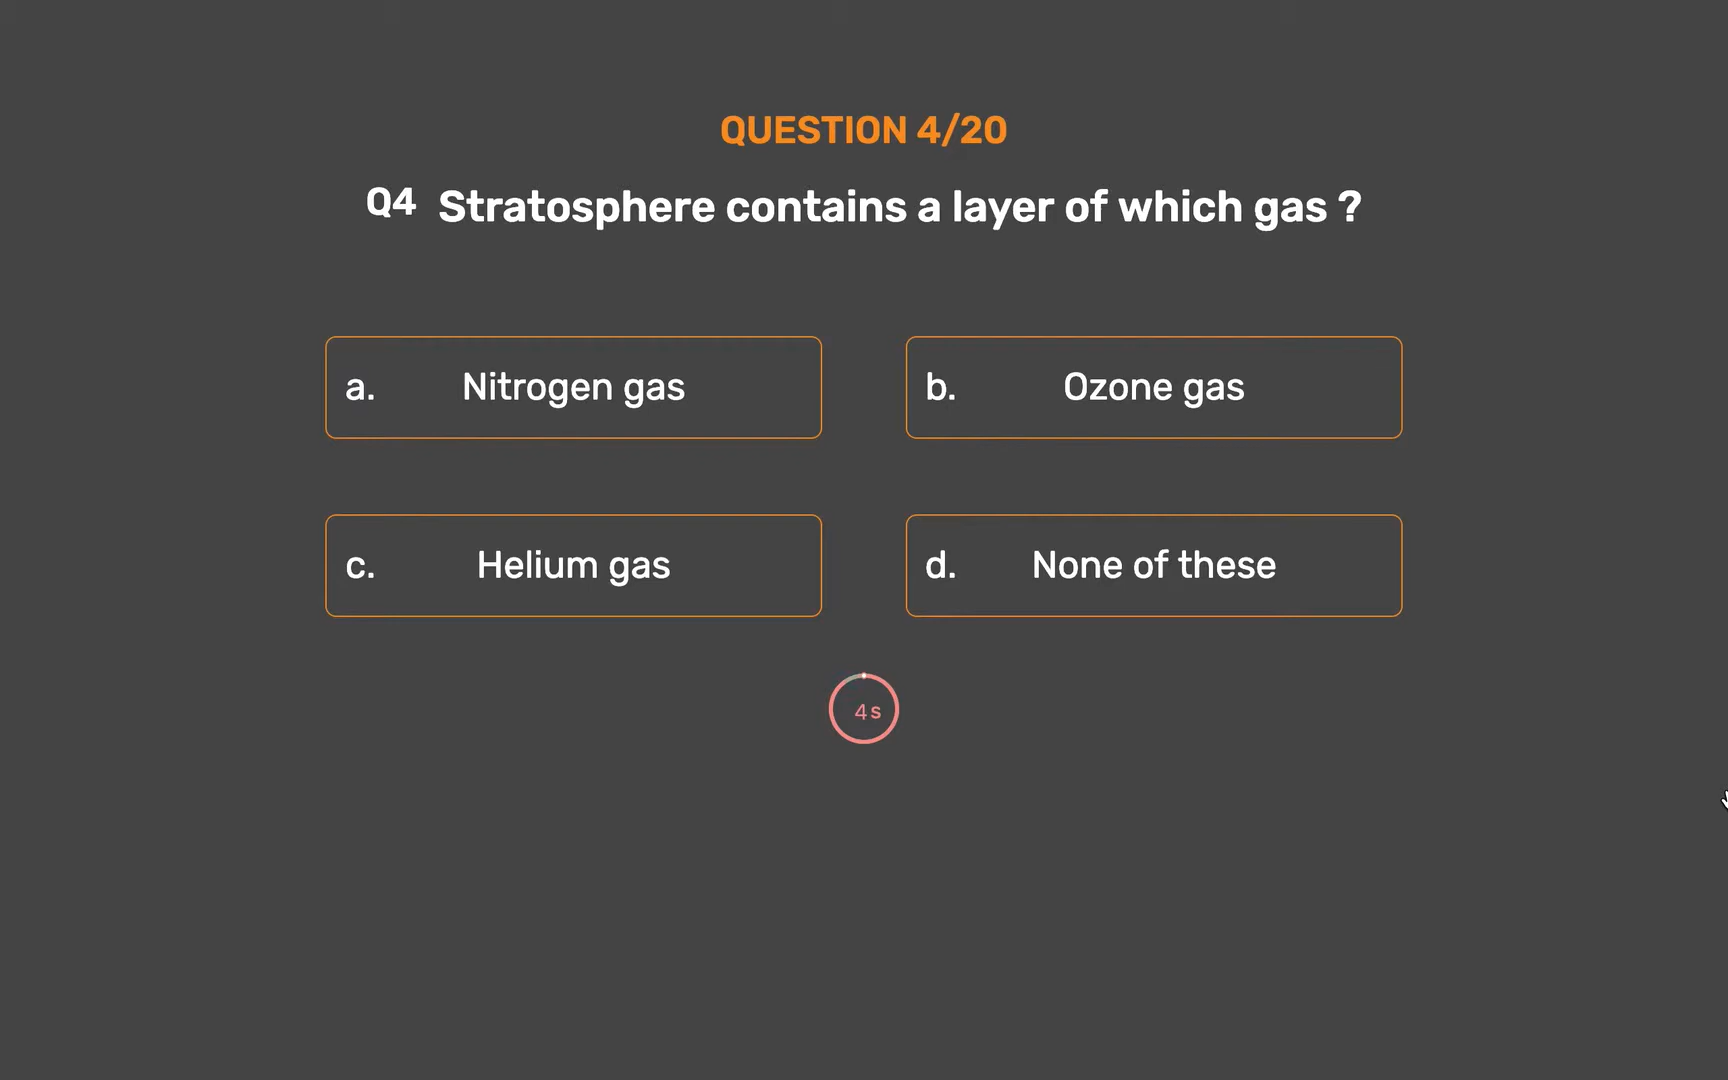 QUESTION 4/20
Q4 Stratosphere contains a layer of which gas ?
a. Nitrogen gas
b. Ozone gas
c. Helium gas
d. None of these
4 s